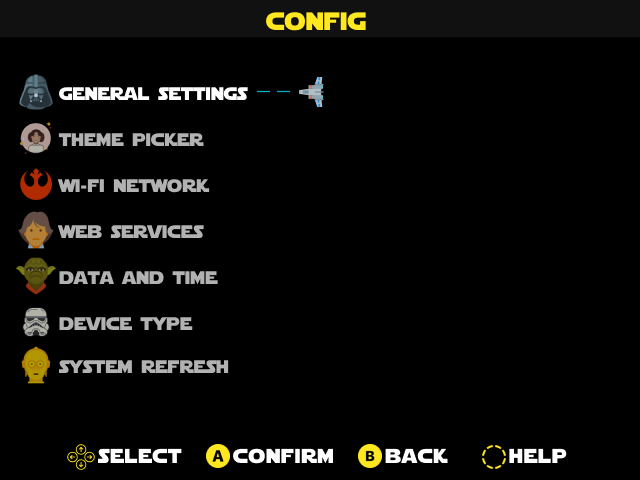 CONFIG
GENERAL SETTINGS
THEME PICKER
WI-FI NETWORK
WEB SERVICES
DATA AND TIME
DEVICE TYPE
SYSTEM REFRESH
SELECT A CONFIRM B BACK HELP